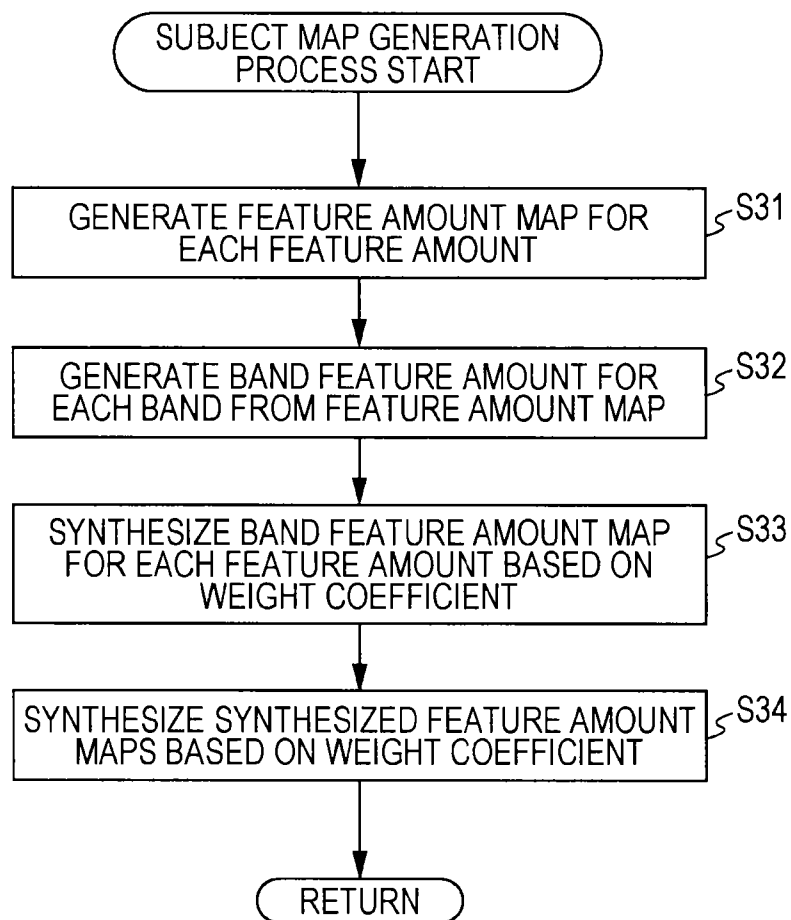 SUBJECT MAP GENERATION
PROCESS START
GENERATE FEATURE AMOUNT MAP FOR
EACH FEATURE AMOUNT
S31
GENERATE BAND FEATURE AMOUNT FOR
EACH BAND FROM FEATURE AMOUNT MAP
S32
SYNTHESIZE BAND FEATURE AMOUNT MAP
FOR EACH FEATURE AMOUNT BASED ON
WEIGHT COEFFICIENT
S33
SYNTHESIZE SYNTHESIZED FEATURE AMOUNT
MAPS BASED ON WEIGHT COEFFICIENT
S34
RETURN